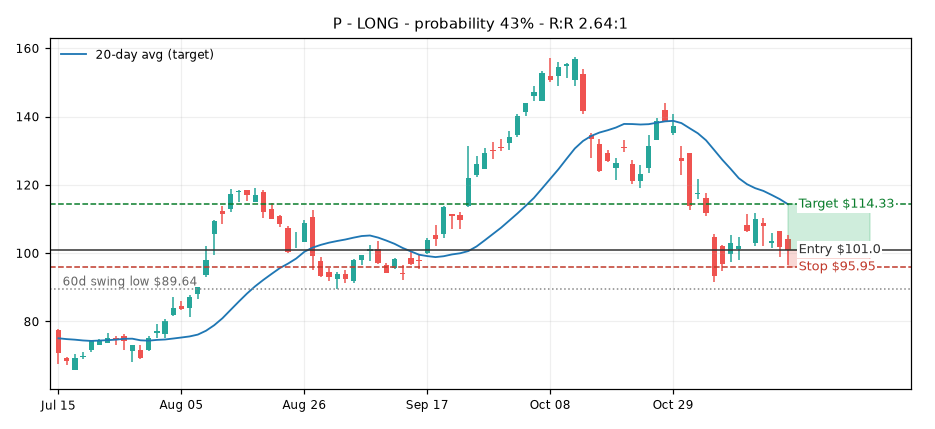 P - LONG - probability 43% - R:R 2.64:1
20-day avg (target)
160
140
120
100
80
Target $114.33
Entry $101.0
Stop $95.95
60d swing low $89.64
Jul 15
Aug 05
Aug 26
Sep 17
Oct 08
Oct 29